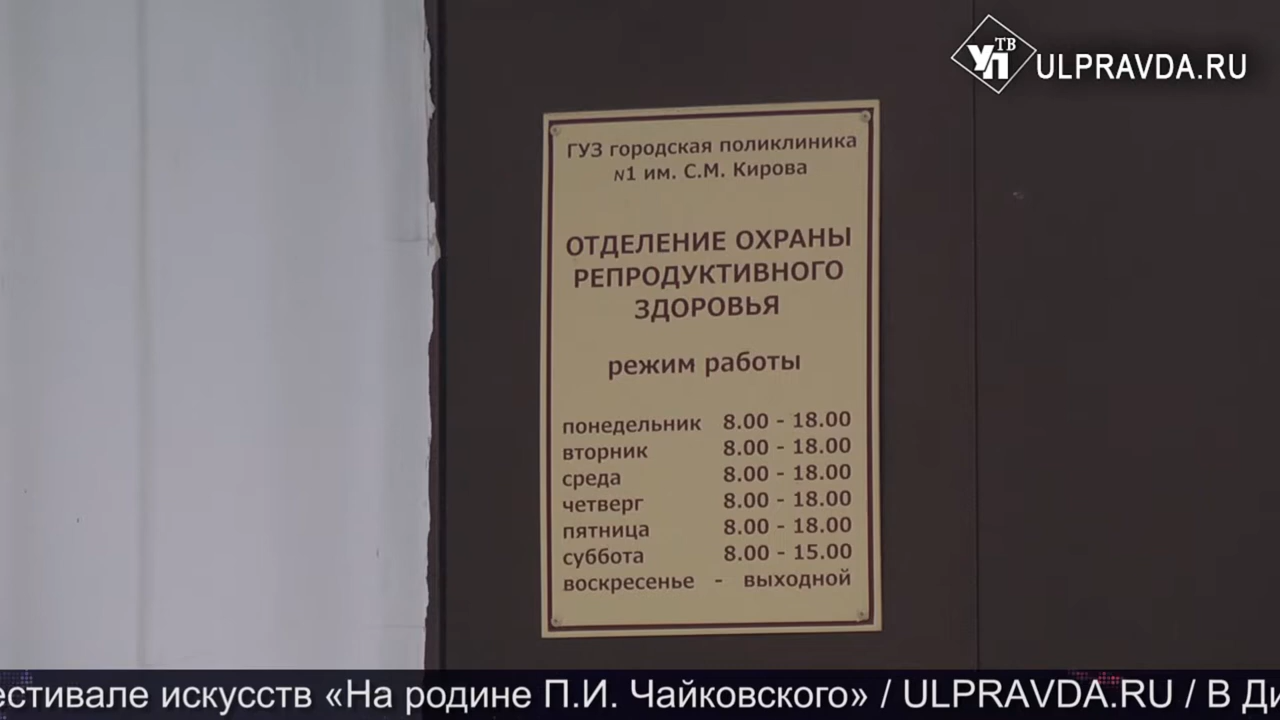 УП ТВ ULPRAVDA.RU
ГУЗ городская поликлиника
N1 им. С.М. Кирова
ОТДЕЛЕНИЕ ОХРАНЫ
РЕПРОДУКТИВНОГО
ЗДОРОВЬЯ
режим работы
понедельник 8.00 - 18.00
вторник 8.00 - 18.00
среда 8.00 - 18.00
четверг 8.00 - 18.00
пятница 8.00 - 18.00
суббота 8.00 - 15.00
воскресенье - выходной
естивале искусств «На родине П.И. Чайковского» / ULPRAVDA.RU / В Ди